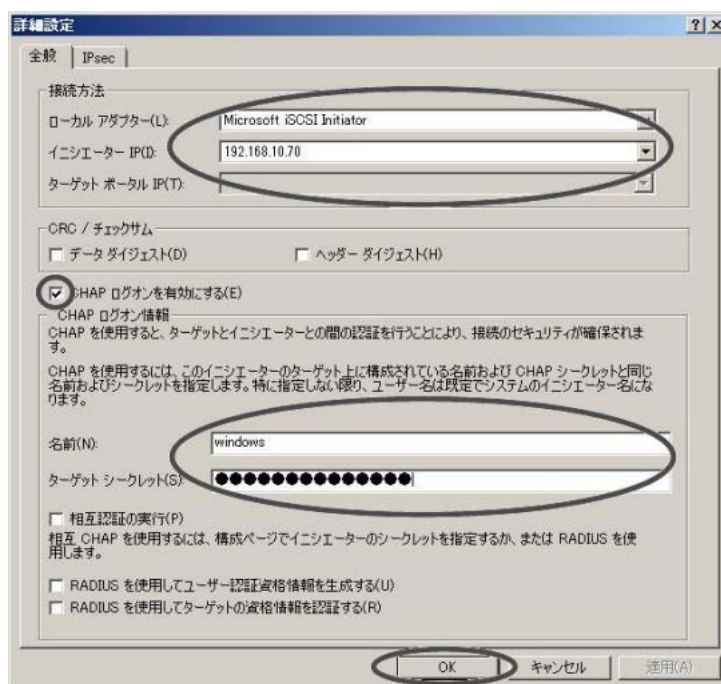 詳細設定
全般
IPsec
接続方法
ローカル アダプター(L):
Microsoft iSCSI Initiator
イニシエーター IP(I):
192.168.10.70
ターゲット ポータル IP(T):
CRC / チェックサム
データ ダイジェスト(D)
ヘッダー ダイジェスト(H)
CHAP ログオンを有効にする(E)
CHAP ログオン情報
CHAP を使用すると、ターゲットとイニシエーターとの間の認証を行うことにより、接続のセキュリティが確保されま
す。
CHAP を使用するには、このイニシエーターのターゲット上に構成されている名前および CHAP シークレットと同じ
名前およびシークレットを指定します。特に指定しない限り、ユーザー名は既定でシステムのイニシエーター名にな
ります。
名前(N):
windows
ターゲット シークレット(S):
●●●●●●●●●●●●●●
相互認証の実行(P)
相互 CHAP を使用するには、構成ページでイニシエーターのシークレットを指定するか、または RADIUS を使
用します。
RADIUS を使用してユーザー認証資格情報を生成する(U)
RADIUS を使用してターゲットの資格情報を認証する(R)
OK
キャンセル
適用(A)